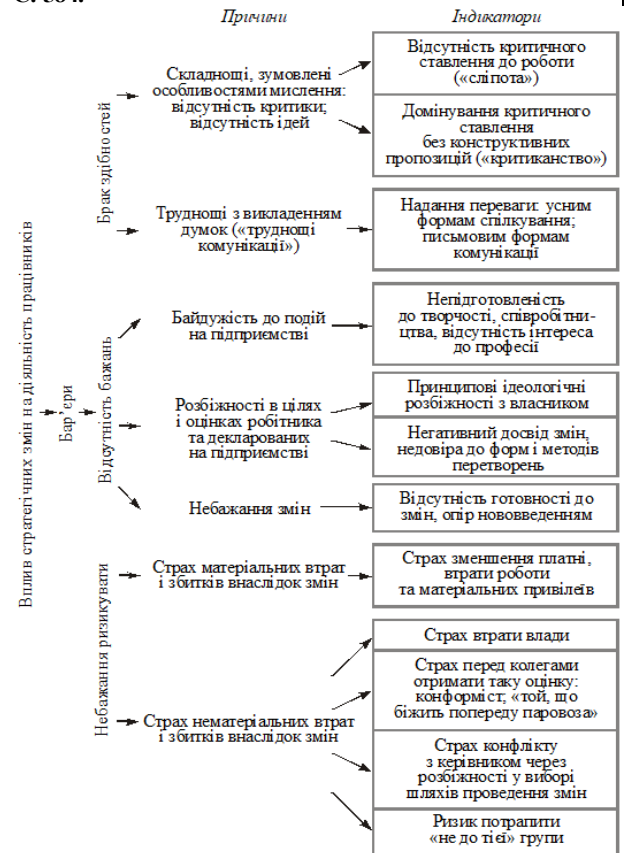 Причини
Індикатори
Вплив стратегічних змін на діяльність працівників
Бар’єри
Брак здібностей
Складнощі, зумовлені
особливостями мислення:
відсутність критики;
відсутність ідей
Відсутність критичного
ставлення до роботи
(«сліпота»)
Домінування критичного
ставлення
без конструктивних
пропозицій («критиканство»)
Труднощі з викладенням
думок («труднощі
комунікації»)
Надання переваги: усним
формам спілкування;
письмовим формам
комунікації
Відсутність бажань
Байдужість до подій
на підприємстві
Непідготовленість
до творчості, співробітни-
цтва, відсутність інтереса
до професії
Розбіжності в цілях
і оцінках робітника
та декларованих
на підприємстві
Принципові ідеологічні
розбіжності з власником
Негативний досвід змін,
недовіра до форм і методів
перетворень
Небажання змін
Відсутність готовності до
змін, опір нововведенням
Небажання ризикувати
Страх матеріальних втрат
і збитків внаслідок змін
Страх зменшення платні,
втрати роботи
та матеріальних привілеїв
Страх нематеріальних втрат
і збитків внаслідок змін
Страх втрати влади
Страх перед колегами
отримати таку оцінку:
конформіст, «той, що
біжить попереду паровоза»
Страх конфлікту
з керівником через
розбіжності у виборі
шляхів проведення змін
Ризик потрапити
«не до тієї» групи